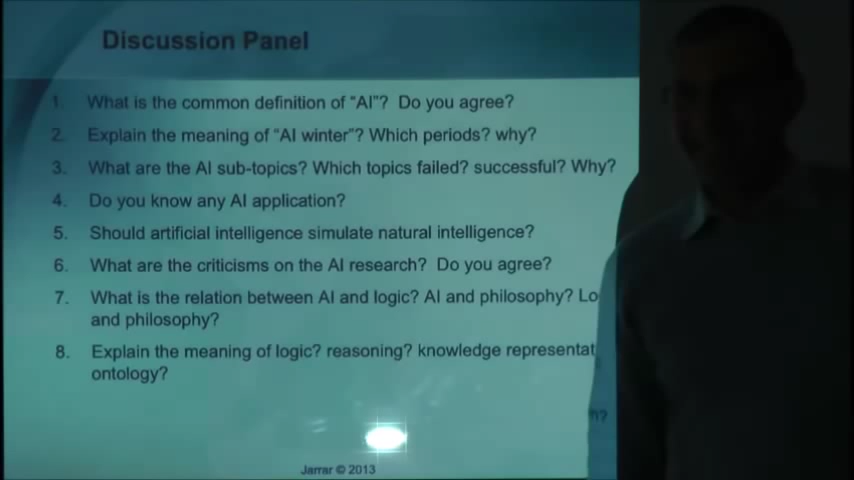 Discussion Panel
1. What is the common definition of “AI”? Do you agree?
2. Explain the meaning of “AI winter”? Which periods? why?
3. What are the AI sub-topics? Which topics failed? successful? Why?
4. Do you know any AI application?
5. Should artificial intelligence simulate natural intelligence?
6. What are the criticisms on the AI research? Do you agree?
7. What is the relation between AI and logic? AI and philosophy? Lo
and philosophy?
8. Explain the meaning of logic? reasoning? knowledge representat
ontology?
Jarrar © 2013